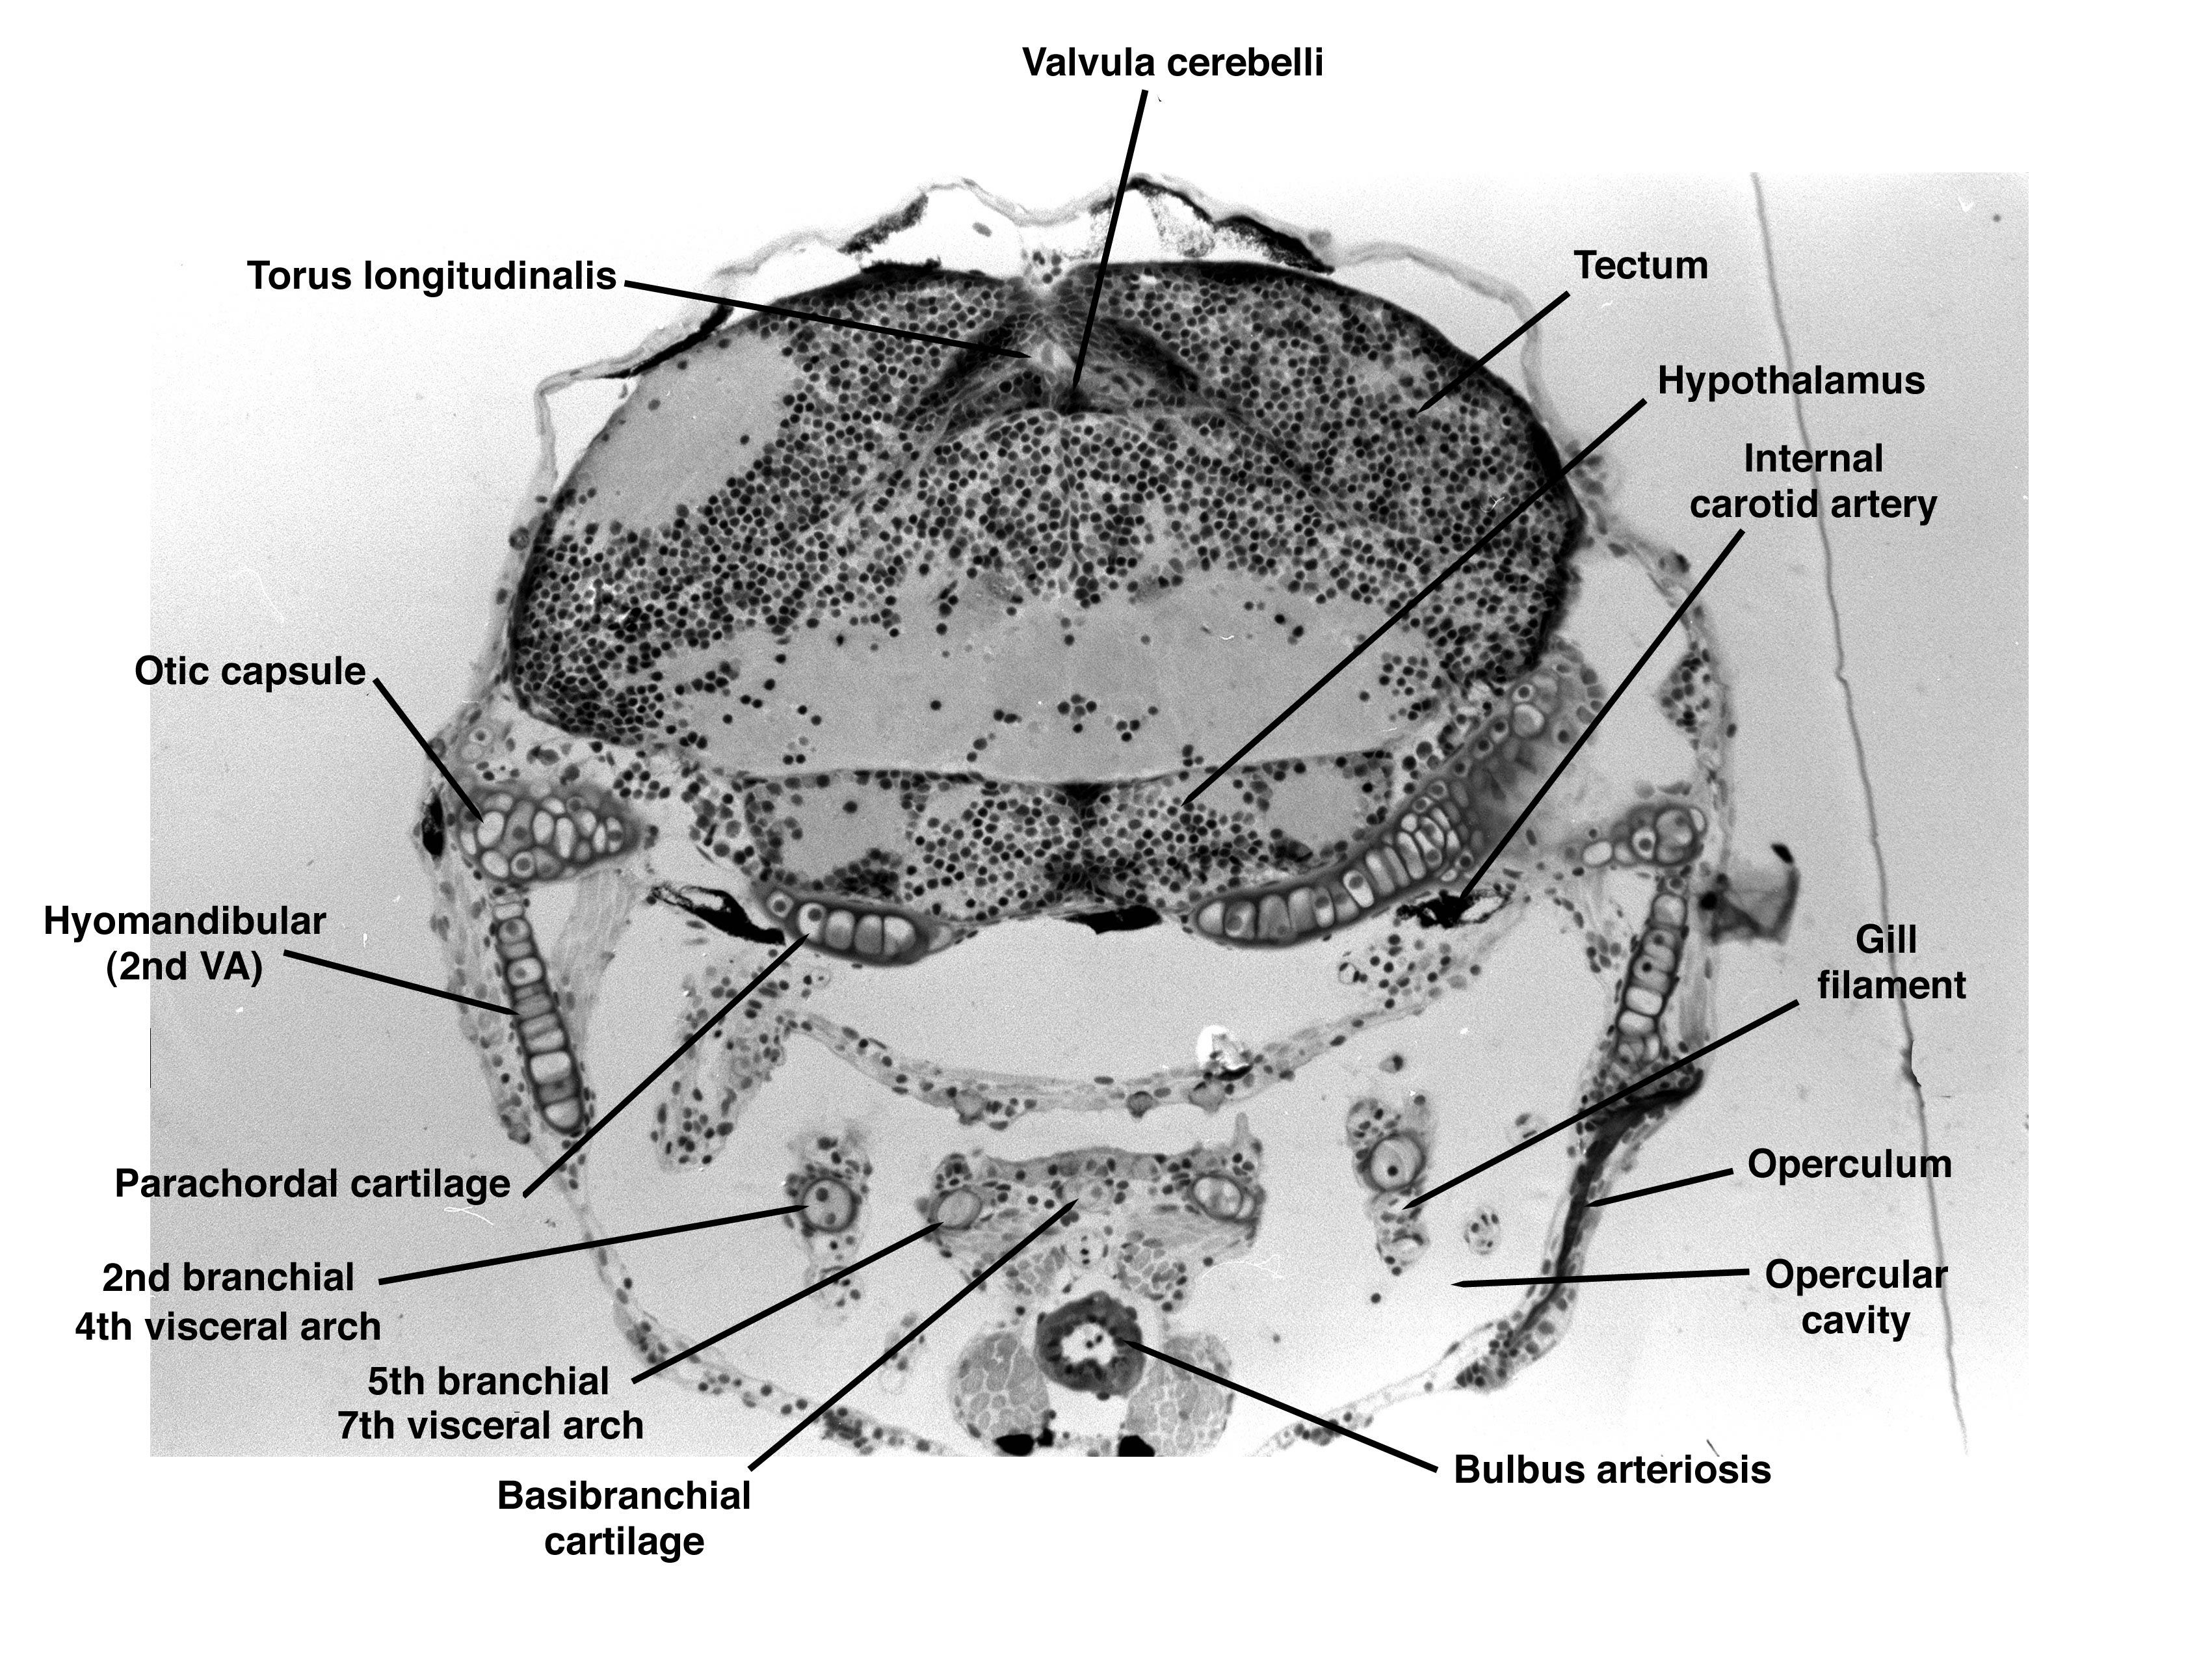 Valvula cerebelli
Torus longitudinalis
Tectum
Hypothalamus
Internal
carotid artery
Otic capsule
Hyomandibular
(2nd VA)
Gill
filament
Parachordal cartilage
Operculum
2nd branchial
4th visceral arch
Opercular
cavity
5th branchial
7th visceral arch
Bulbus arteriosis
Basibranchial
cartilage